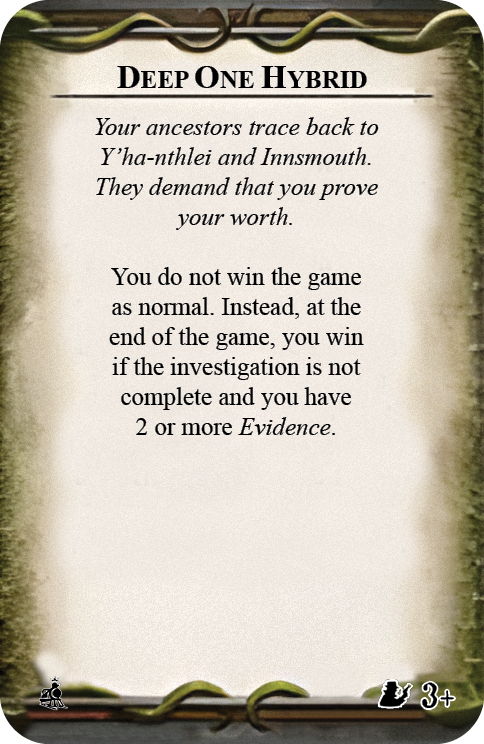 DEEP ONE HYBRID
Your ancestors trace back to
Y’ha-nthlei and Innsmouth.
They demand that you prove
your worth.
You do not win the game
as normal. Instead, at the
end of the game, you win
if the investigation is not
complete and you have
2 or more Evidence.
3+